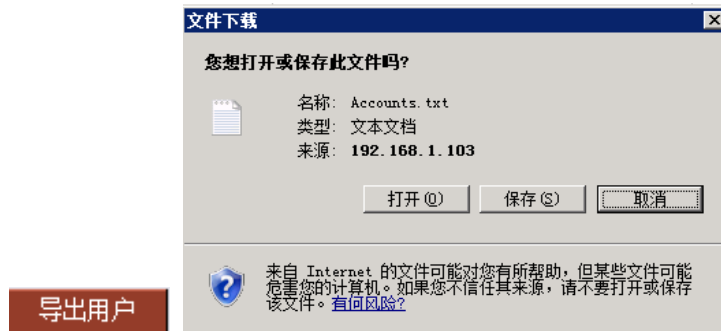 文件下载
您想打开或保存此文件吗?
名称: Accounts.txt
类型: 文本文档
来源: 192.168.1.103
打开(O) 保存(S) 取消
来自 Internet 的文件可能对您有所帮助，但某些文件可能
危害您的计算机。如果您不信任其来源，请不要打开或保存
该文件。有何风险?
导出用户